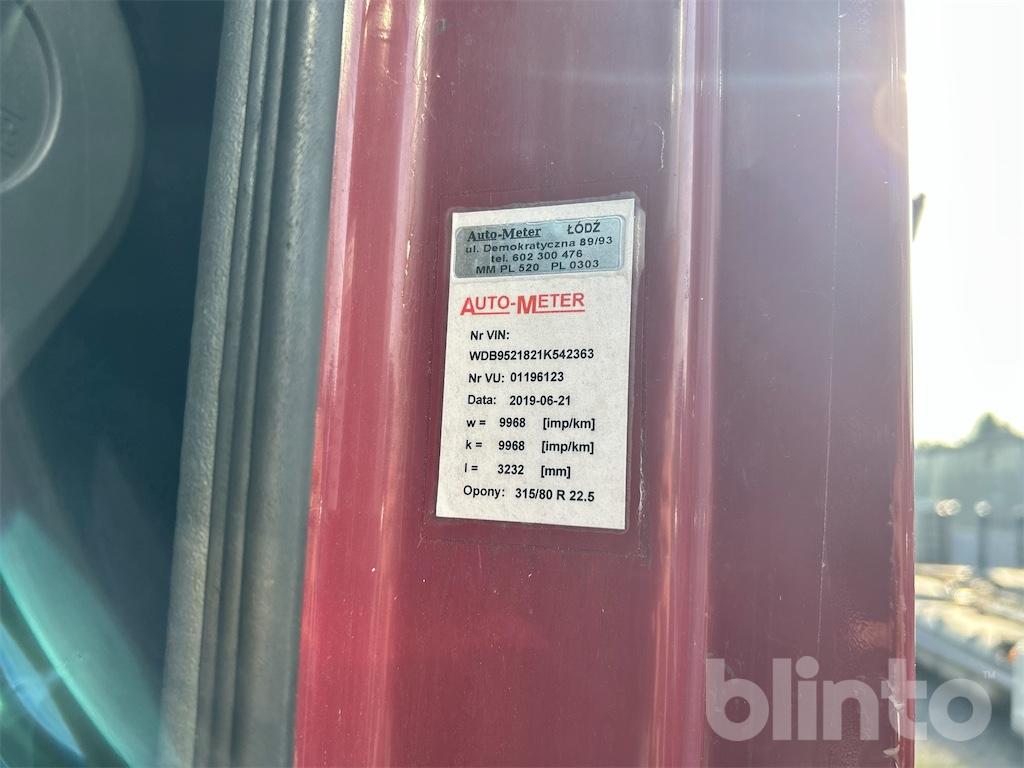 Auto-Meter ŁÓDŹ
ul. Demokratyczna 89/93
tel. 602 300 476
MM PL 520 PL 0303
AUTO-METER
Nr VIN:
WDB9521821K542363
Nr VU: 01196123
Data: 2019-06-21
w = 9968 [imp/km]
k = 9968 [imp/km]
l = 3232 [mm]
Opony: 315/80 R 22.5
blinto™